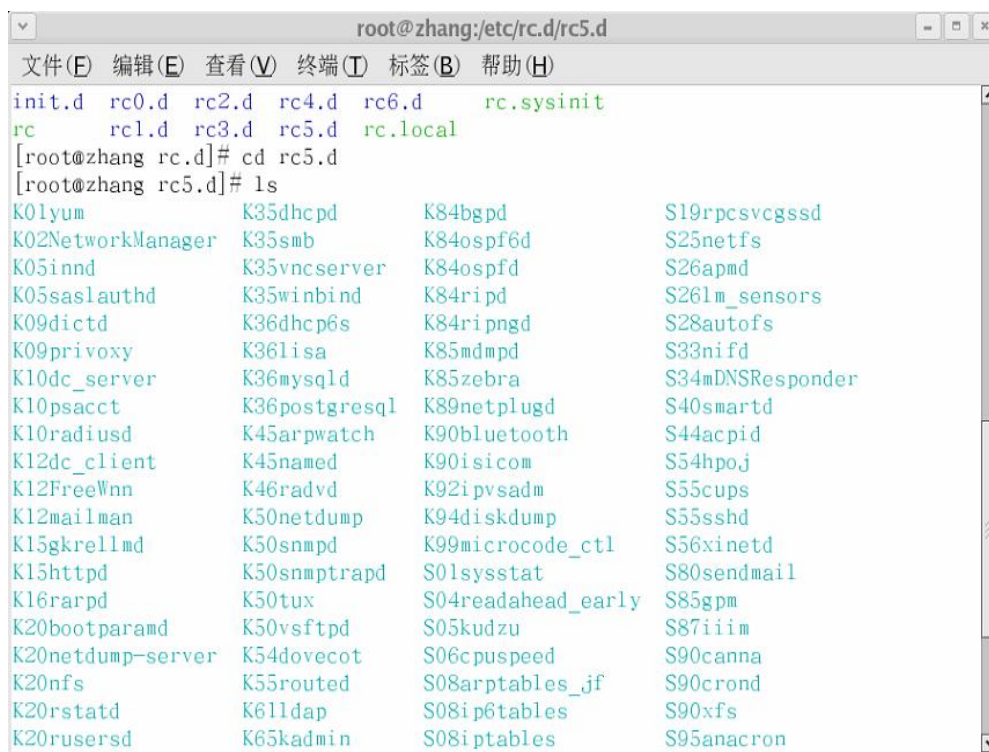 root@zhang:/etc/rc.d/rc5.d
文件(F) 编辑(E) 查看(V) 终端(T) 标签(B) 帮助(H)
init.d rc0.d rc2.d rc4.d rc6.d rc.sysinit
rc rc1.d rc3.d rc5.d rc.local
[root@zhang rc.d]# cd rc5.d
[root@zhang rc5.d]# ls
K01yum K35dhcpd K84bgpd S19rpcsvcgssd
K02NetworkManager K35smb K84ospf6d S25netfs
K05innd K35vncserver K84ospfd S26apmd
K05saslauthd K35winbind K84ripd S26lm_sensors
K09dictd K36dhcp6s K84ripngd S28autofs
K09privoxy K36lisa K85mdmpd S33nifd
K10dc_server K36mysqld K85zebra S34mDNSResponder
K10psacct K36postgresql K89netplugd S40smartd
K10radiusd K45arpwatch K90bluetooth S44acpid
K12dc_client K45named K90isicom S54hpoj
K12FreeWnn K46radvd K92ipvsadm S55cups
K12mailman K50netdump K94diskdump S55sshd
K15gkrellmd K50snmpd K99microcode_ctl S56xinetd
K15httpd K50snmptrapd S01sysstat S80sendmail
K16rarpd K50tux S04readahead_early S85gpm
K20bootparamd K50vsftpd S05kudzu S87iiim
K20netdump-server K54dovecot S06cpuspeed S90canna
K20nfs K55routed S08arptables_jf S90crond
K20rstatd K61ldap S08ip6tables S90xfs
K20rusersd K65kadmin S08iptables S95anacron